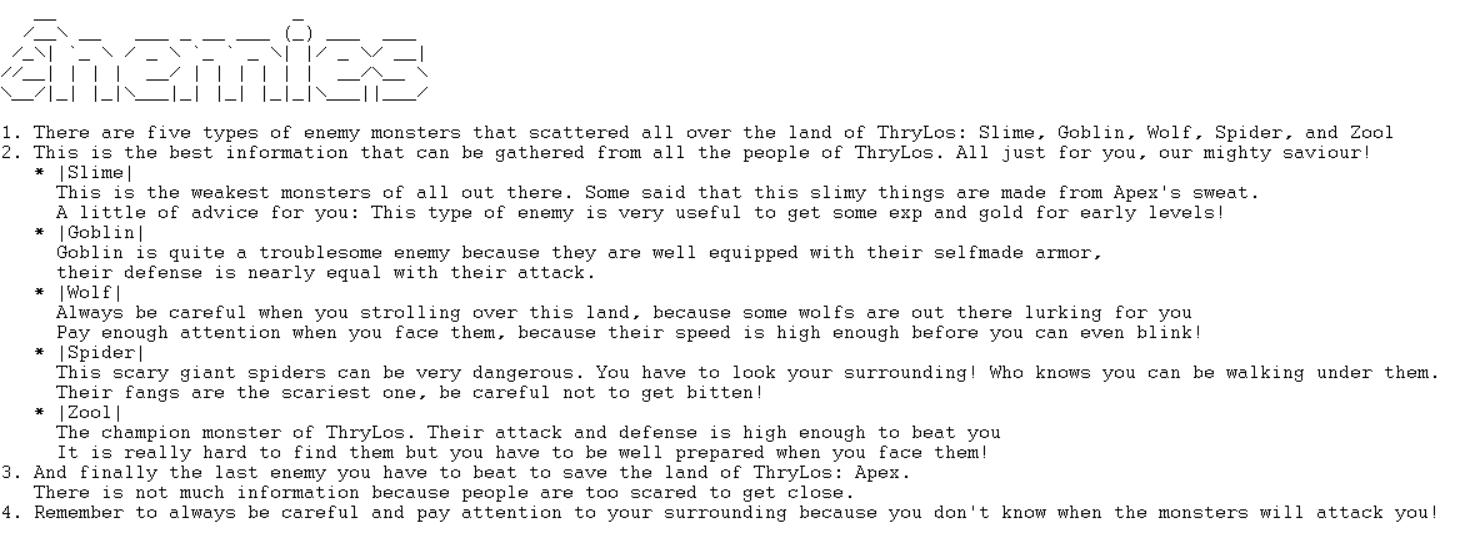 Enemies
1. There are five types of enemy monsters that scattered all over the land of ThryLos: Slime, Goblin, Wolf, Spider, and Zool
2. This is the best information that can be gathered from all the people of ThryLos. All just for you, our mighty saviour!
* |Slime|
This is the weakest monsters of all out there. Some said that this slimy things are made from Apex's sweat.
A little of advice for you: This type of enemy is very useful to get some exp and gold for early levels!
* |Goblin|
Goblin is quite a troublesome enemy because they are well equipped with their selfmade armor,
their defense is nearly equal with their attack.
* |Wolf|
Always be careful when you strolling over this land, because some wolfs are out there lurking for you
Pay enough attention when you face them, because their speed is high enough before you can even blink!
* |Spider|
This scary giant spiders can be very dangerous. You have to look your surrounding! Who knows you can be walking under them.
Their fangs are the scariest one, be careful not to get bitten!
* |Zool|
The champion monster of ThryLos. Their attack and defense is high enough to beat you
It is really hard to find them but you have to be well prepared when you face them!
3. And finally the last enemy you have to beat to save the land of ThryLos: Apex.
There is not much information because people are too scared to get close.
4. Remember to always be careful and pay attention to your surrounding because you don't know when the monsters will attack you!